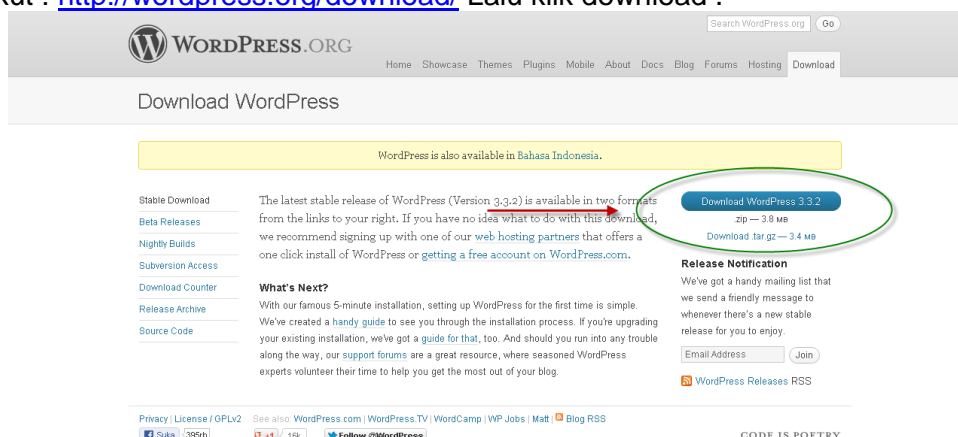 kut : http://wordpress.org/download/ Lalu klik download :
Search WordPress.org Go
WORDPRESS.ORG
Home Showcase Themes Plugins Mobile About Docs Blog Forums Hosting Download
Download WordPress
WordPress is also available in Bahasa Indonesia.
Stable Download
Beta Releases
Nightly Builds
Subversion Access
Download Counter
Release Archive
Source Code
The latest stable release of WordPress (Version 3.3.2) is available in two formats
from the links to your right. If you have no idea what to do with this download,
we recommend signing up with one of our web hosting partners that offers a
one click install of WordPress or getting a free account on WordPress.com.
What's Next?
With our famous 5-minute installation, setting up WordPress for the first time is simple.
We've created a handy guide to see you through the installation process. If you're upgrading
your existing installation, we've got a guide for that, too. And should you run into any trouble
along the way, our support forums are a great resource, where seasoned WordPress
experts volunteer their time to help you get the most out of your blog.
Download WordPress 3.3.2
.zip — 3.8 MB
Download .tar.gz — 3.4 MB
Release Notification
We've got a handy mailing list that
we send a friendly message to
whenever there's a new stable
release for you to enjoy.
Email Address Join
WordPress Releases RSS
Privacy | License / GPLv2 See also: WordPress.com | WordPress.TV | WordCamp | WP Jobs | Matt | Blog RSS
Suka 395rb +1 16k Follow @WordPress
CODE IS POETRY